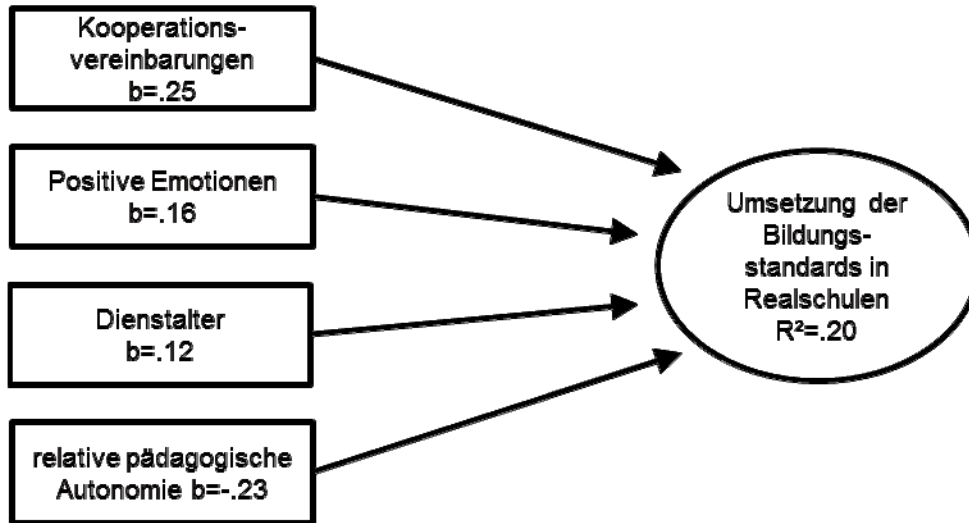 Kooperations-
vereinbarungen
b=.25
Positive Emotionen
b=.16
Dienstalter
b=.12
relative pädagogische
Autonomie b=-.23
Umsetzung der
Bildungs-
standards in
Realschulen
R²=.20